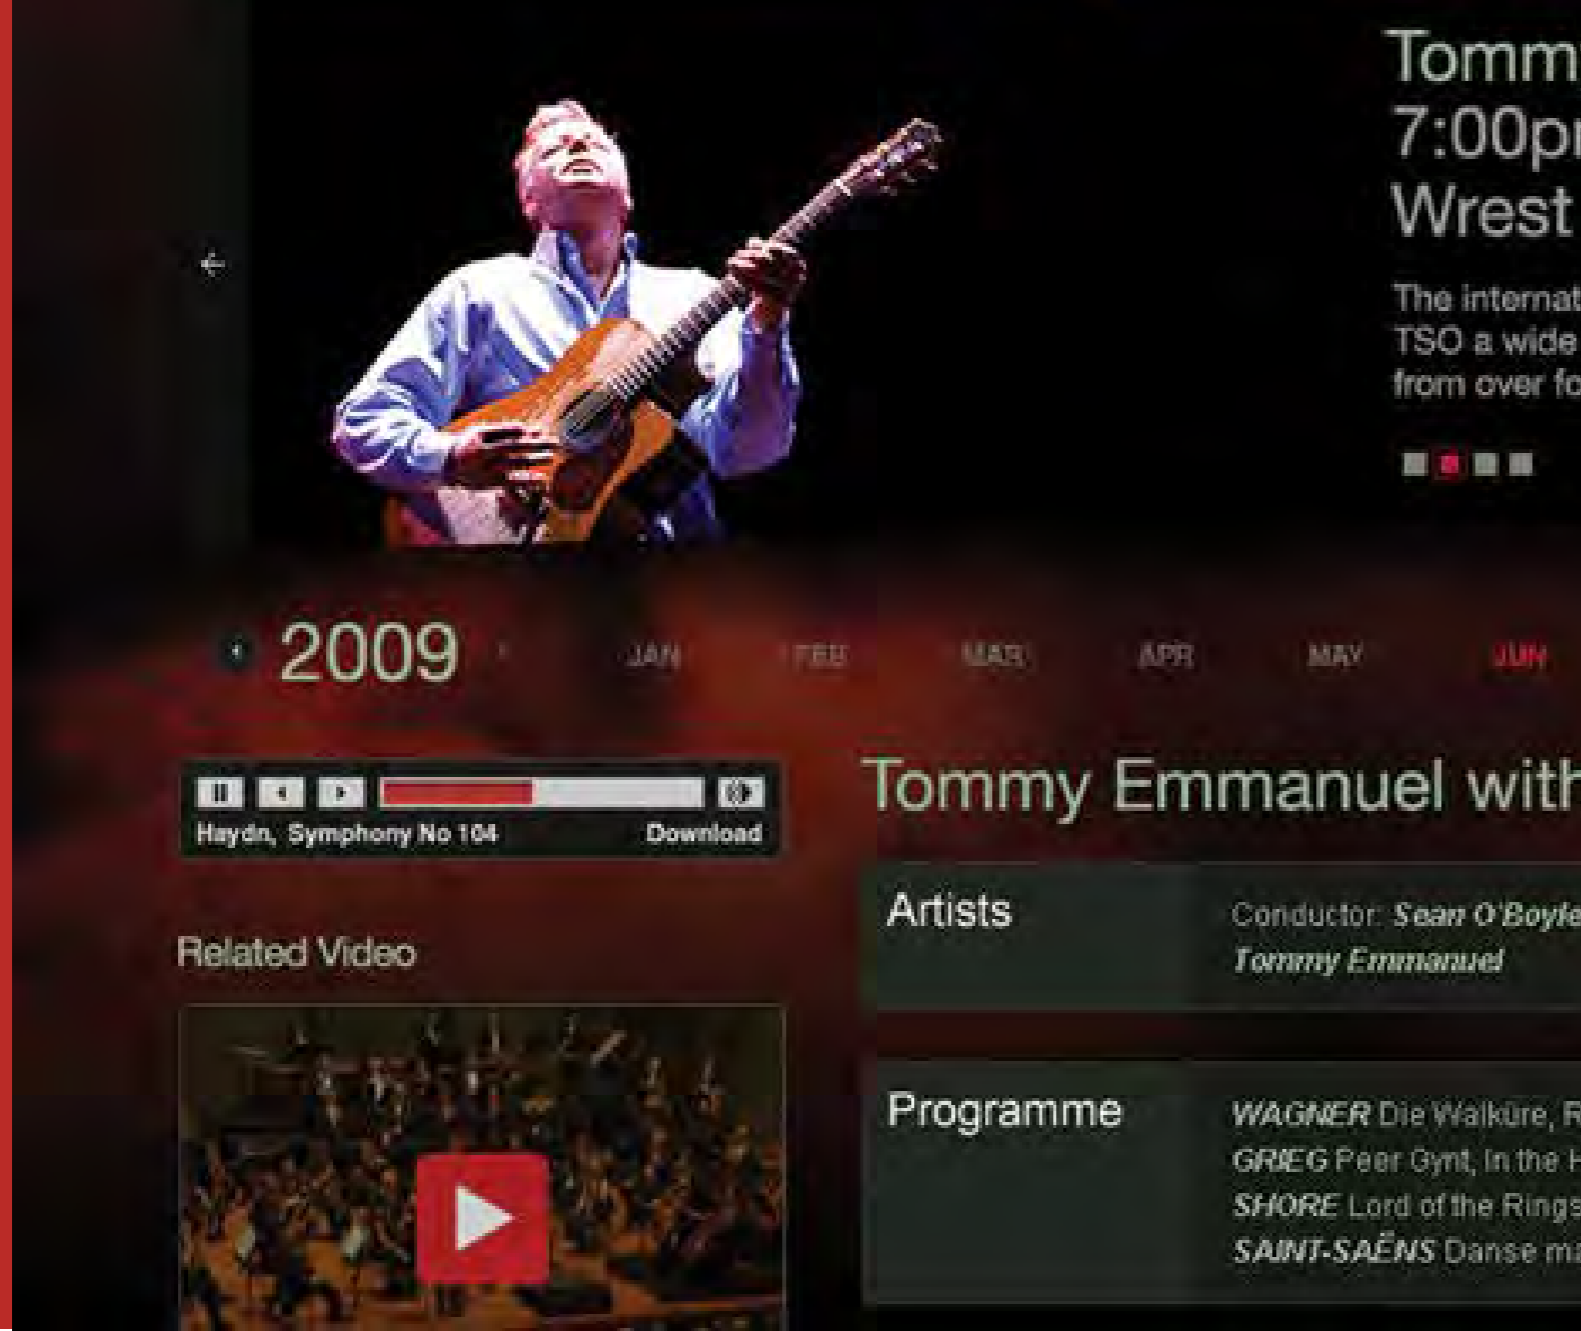 Tomm
7:00p
Wrest
The internat
TSO a wide
from over fo
2009
JAN
FEB
MAR
APR
MAY
JUN
Haydn, Symphony No 104
Download
Tommy Emmanuel with
Artists
Conductor: Sean O'Boyle
Tommy Emmanuel
Related Video
Programme
WAGNER Die Walküre, R
GRIEG Peer Gynt, In the H
SHORE Lord of the Rings
SAINT-SAËNS Danse ma